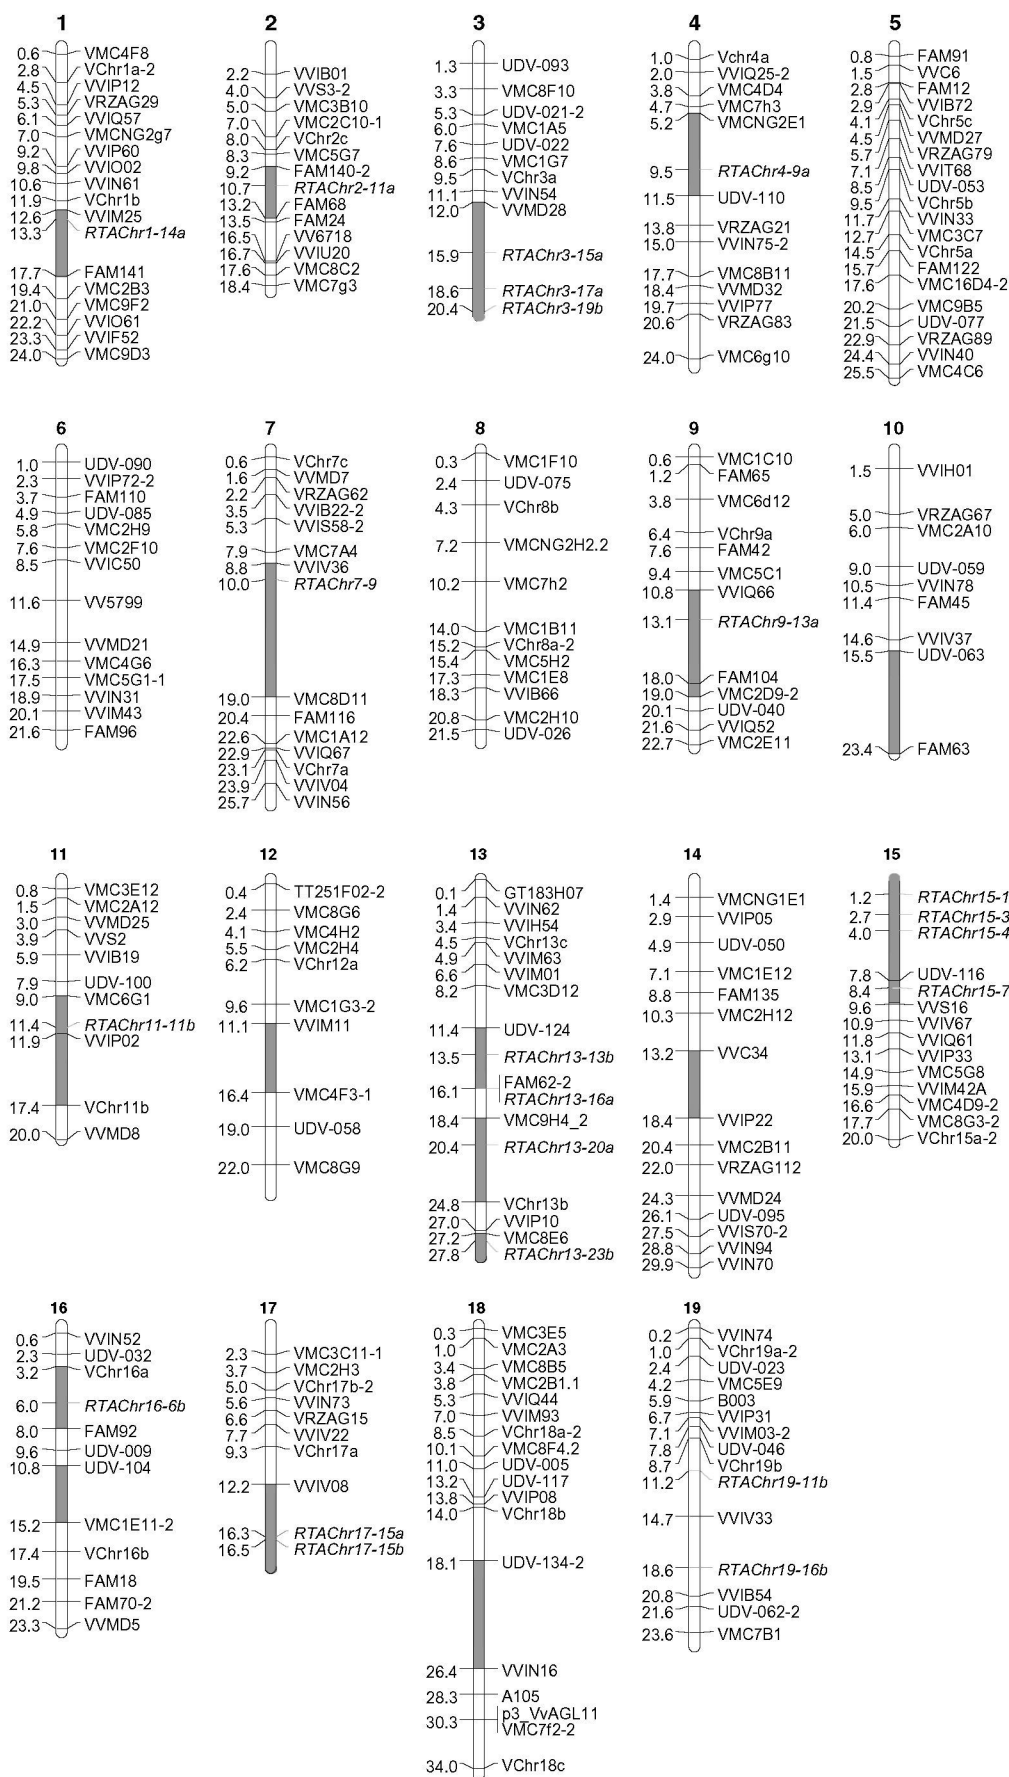 1
0.6 VMC4F8
2.8 VChr1a-2
4.5 VVIP12
5.3 VRZAG29
6.1 VVIQ57
7.0 VMCNG2g7
9.2 VVIP60
9.8 VVIO02
10.6 VVIN61
11.9 VChr1b
12.6 VVIM25
13.3 RTAChr1-14a
17.7 FAM141
19.4 VMC2B3
21.0 VMC9F2
22.2 VVIO61
23.3 VVIF52
24.0 VMC9D3
2
2.2 VVIB01
4.0 VVS3-2
5.0 VMC3B10
7.0 VMC2C10-1
8.0 VChr2c
8.3 VMC5G7
9.2 FAM140-2
10.7 RTAChr2-11a
13.2 FAM68
13.5 FAM24
16.5 VV6718
16.7 VVIU20
17.6 VMC8C2
18.4 VMC7g3
3
1.3 UDV-093
3.3 VMC8F10
5.3 UDV-021-2
6.0 VMC1A5
7.6 UDV-022
8.6 VMC1G7
9.5 VChr3a
11.1 VVIN54
12.0 VVMD28
15.9 RTAChr3-15a
18.6 RTAChr3-17a
20.4 RTAChr3-19b
4
1.0 Vchr4a
2.0 VVIQ25-2
3.8 VMC4D4
4.7 VMC7h3
5.2 VMCNG2E1
9.5 RTAChr4-9a
11.5 UDV-110
13.8 VRZAG21
15.0 VVIN75-2
17.7 VMC8B11
18.4 VVMD32
19.7 VVIP77
20.6 VRZAG83
24.0 VMC6g10
5
0.8 FAM91
1.5 VVC6
2.8 FAM12
2.9 VVIB72
4.1 VChr5c
4.5 VVMD27
5.7 VRZAG79
7.1 VVIT68
8.5 UDV-053
9.5 VChr5b
11.7 VVIN33
12.7 VMC3C7
14.5 VChr5a
15.7 FAM122
17.6 VMC16D4-2
20.2 VMC9B5
21.5 UDV-077
22.9 VRZAG89
24.4 VVIN40
25.5 VMC4C6
6
1.0 UDV-090
2.3 VVIP72-2
3.7 FAM110
4.9 UDV-085
5.8 VMC2H9
7.6 VMC2F10
8.5 VVIC50
11.6 VV5799
14.9 VVMD21
16.3 VMC4G6
17.5 VMC5G1-1
18.9 VVIN31
20.1 VVIM43
21.6 FAM96
7
0.6 VChr7c
1.6 VVMD7
2.2 VRZAG62
3.5 VVIB22-2
5.3 VVIS58-2
7.9 VMC7A4
8.8 VVIV36
10.0 RTAChr7-9
19.0 VMC8D11
20.4 FAM116
22.6 VMC1A12
22.9 VVIQ67
23.1 VChr7a
23.9 VVIV04
25.7 VVIN56
8
0.3 VMC1F10
2.4 UDV-075
4.3 VChr8b
7.2 VMCNG2H2.2
10.2 VMC7h2
14.0 VMC1B11
15.2 VChr8a-2
15.4 VMC5H2
17.3 VMC1E8
18.3 VVIB66
20.8 VMC2H10
21.5 UDV-026
9
0.6 VMC1C10
1.2 FAM65
3.8 VMC6d12
6.4 VChr9a
7.6 FAM42
9.4 VMC5C1
10.8 VVIQ66
13.1 RTAChr9-13a
18.0 FAM104
19.0 VMC2D9-2
20.1 UDV-040
21.6 VVIQ52
22.7 VMC2E11
10
1.5 VVIH01
5.0 VRZAG67
6.0 VMC2A10
9.0 UDV-059
10.5 VVIN78
11.4 FAM45
14.6 VVIV37
15.5 UDV-063
23.4 FAM63
11
0.8 VMC3E12
1.5 VMC2A12
3.0 VVMD25
3.9 VVS2
5.9 VVIB19
7.9 UDV-100
9.0 VMC6G1
11.4 RTAChr11-11b
11.9 VVIP02
17.4 VChr11b
20.0 VVMD8
12
0.4 TT251F02-2
2.4 VMC8G6
4.1 VMC4H2
5.5 VMC2H4
6.2 VChr12a
9.6 VMC1G3-2
11.1 VVIM11
16.4 VMC4F3-1
19.0 UDV-058
22.0 VMC8G9
13
0.1 GT183H07
1.4 VVIN62
3.4 VVIH54
4.5 VChr13c
4.9 VVIM63
6.6 VVIM01
8.2 VMC3D12
11.4 UDV-124
13.5 RTAChr13-13b
16.1 FAM62-2
RTAChr13-16a
18.4 VMC9H4_2
20.4 RTAChr13-20a
24.8 VChr13b
27.0 VVIP10
27.2 VMC8E6
27.8 RTAChr13-23b
14
1.4 VMCNG1E1
2.9 VVIP05
4.9 UDV-050
7.1 VMC1E12
8.8 FAM135
10.3 VMC2H12
13.2 VVC34
18.4 VVIP22
20.4 VMC2B11
22.0 VRZAG112
24.3 VVMD24
26.1 UDV-095
27.5 VVIS70-2
28.8 VVIN94
29.9 VVIN70
15
1.2 RTAChr15-1
2.7 RTAChr15-3
4.0 RTAChr15-4
7.8 UDV-116
8.4 RTAChr15-7
9.6 VVS16
10.9 VVIV67
11.8 VVIQ61
13.1 VVIP33
14.9 VMC5G8
15.9 VVIM42A
16.6 VMC4D9-2
17.7 VMC8G3-2
20.0 VChr15a-2
16
0.6 VVIN52
2.3 UDV-032
3.2 VChr16a
6.0 RTAChr16-6b
8.0 FAM92
9.6 UDV-009
10.8 UDV-104
15.2 VMC1E11-2
17.4 VChr16b
19.5 FAM18
21.2 FAM70-2
23.3 VVMD5
17
2.3 VMC3C11-1
3.7 VMC2H3
5.0 VChr17b-2
5.6 VVIN73
6.6 VRZAG15
7.7 VVIV22
9.3 VChr17a
12.2 VVIV08
16.3 RTAChr17-15a
16.5 RTAChr17-15b
18
0.3 VMC3E5
1.0 VMC2A3
3.4 VMC8B5
3.8 VMC2B1.1
5.3 VVIQ44
7.0 VVIM93
8.5 VChr18a-2
10.1 VMC8F4.2
11.0 UDV-005
13.2 UDV-117
13.8 VVIP08
14.0 VChr18b
18.1 UDV-134-2
26.4 VVIN16
28.3 A105
30.3 p3_VvAGL11
VMC7f2-2
34.0 VChr18c
19
0.2 VVIN74
1.0 VChr19a-2
2.4 UDV-023
4.2 VMC5E9
5.9 B003
6.7 VVIP31
7.1 VVIM03-2
7.8 UDV-046
8.7 VChr19b
11.2 RTAChr19-11b
14.7 VVIV33
18.6 RTAChr19-16b
20.8 VVIB54
21.6 UDV-062-2
23.6 VMC7B1